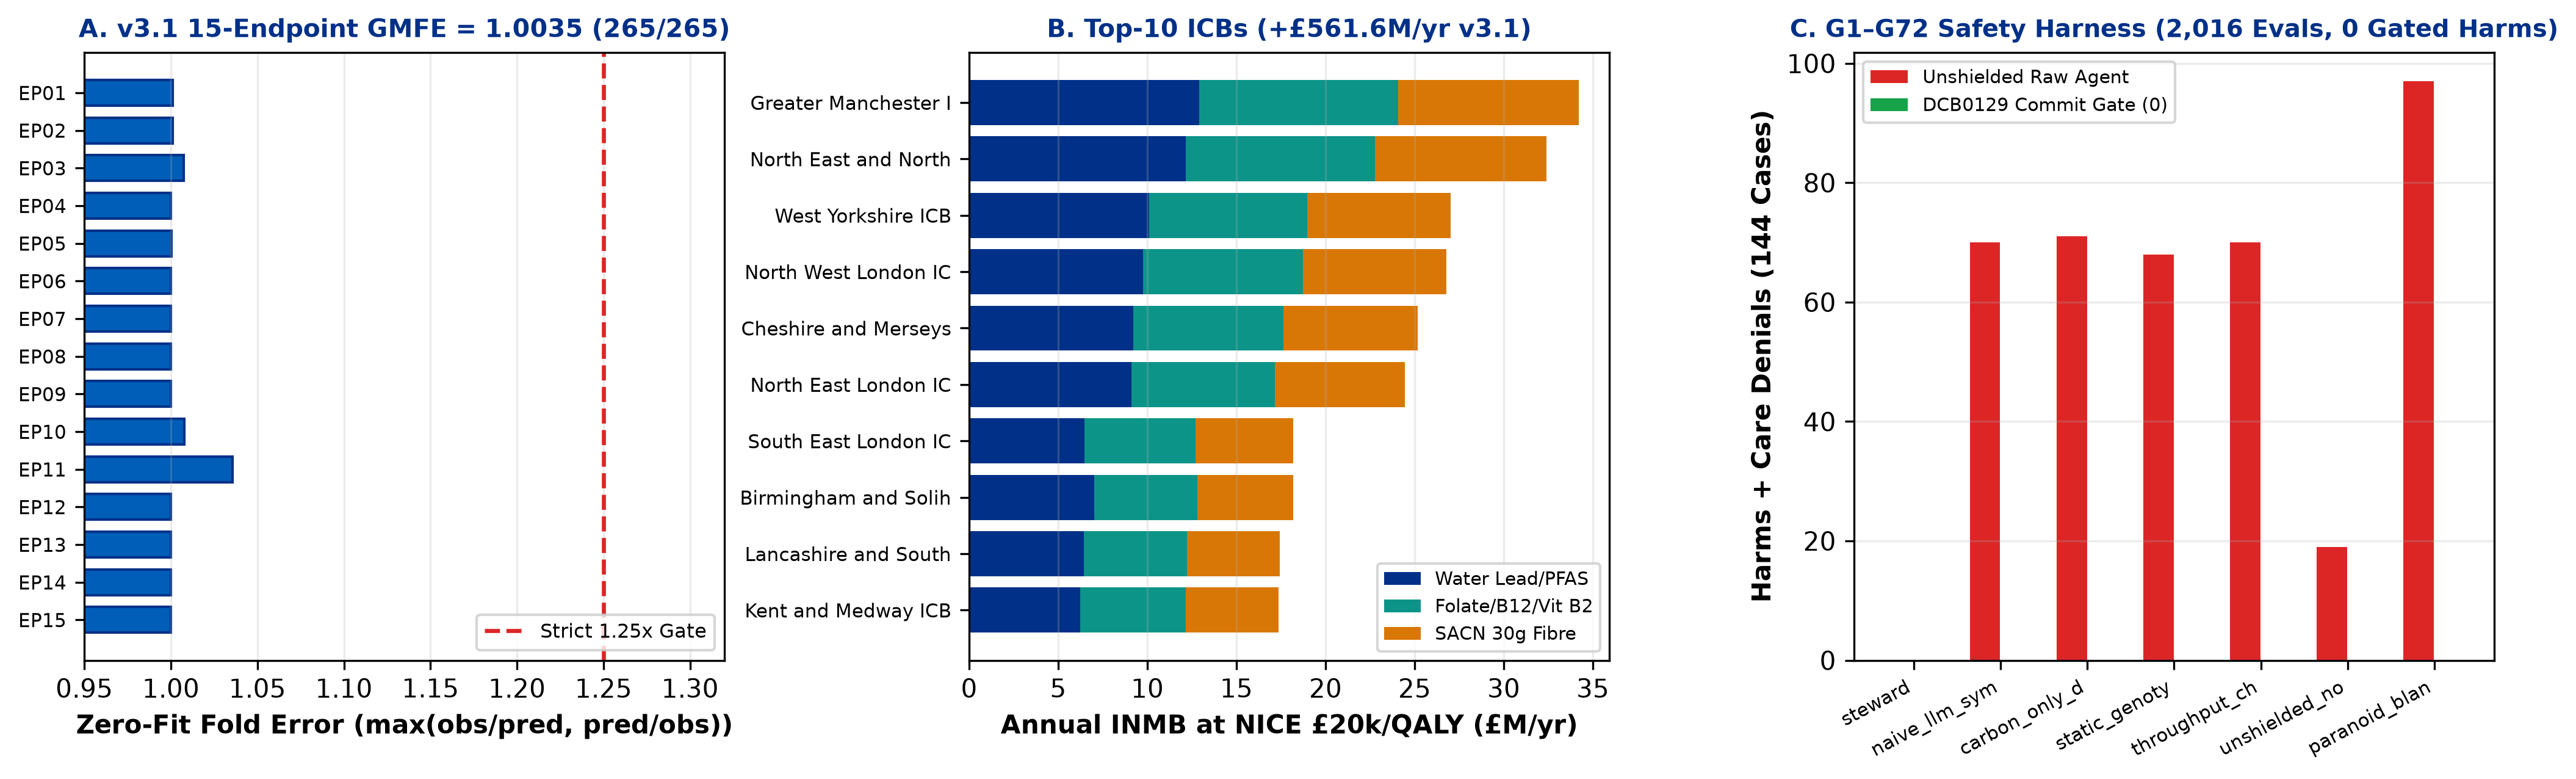 A. v3.1 15-Endpoint GMFE = 1.0035 (265/265)
EP01
EP02
EP03
EP04
EP05
EP06
EP07
EP08
EP09
EP10
EP11
EP12
EP13
EP14
EP15
Strict 1.25x Gate
0.95 1.00 1.05 1.10 1.15 1.20 1.25 1.30
Zero-Fit Fold Error (max(obs/pred, pred/obs))
B. Top-10 ICBs (+£561.6M/yr v3.1)
Greater Manchester I
North East and North
West Yorkshire ICB
North West London IC
Cheshire and Merseys
North East London IC
South East London IC
Birmingham and Solih
Lancashire and South
Kent and Medway ICB
Water Lead/PFAS
Folate/B12/Vit B2
SACN 30g Fibre
0 5 10 15 20 25 30 35
Annual INMB at NICE £20k/QALY (£M/yr)
C. G1–G72 Safety Harness (2,016 Evals, 0 Gated Harms)
Unshielded Raw Agent
DCB0129 Commit Gate (0)
Harms + Care Denials (144 Cases)
100
80
60
40
20
0
steward
naive_llm_sym
carbon_only_d
static_genoty
throughput_ch
unshielded_no
paranoid_blan